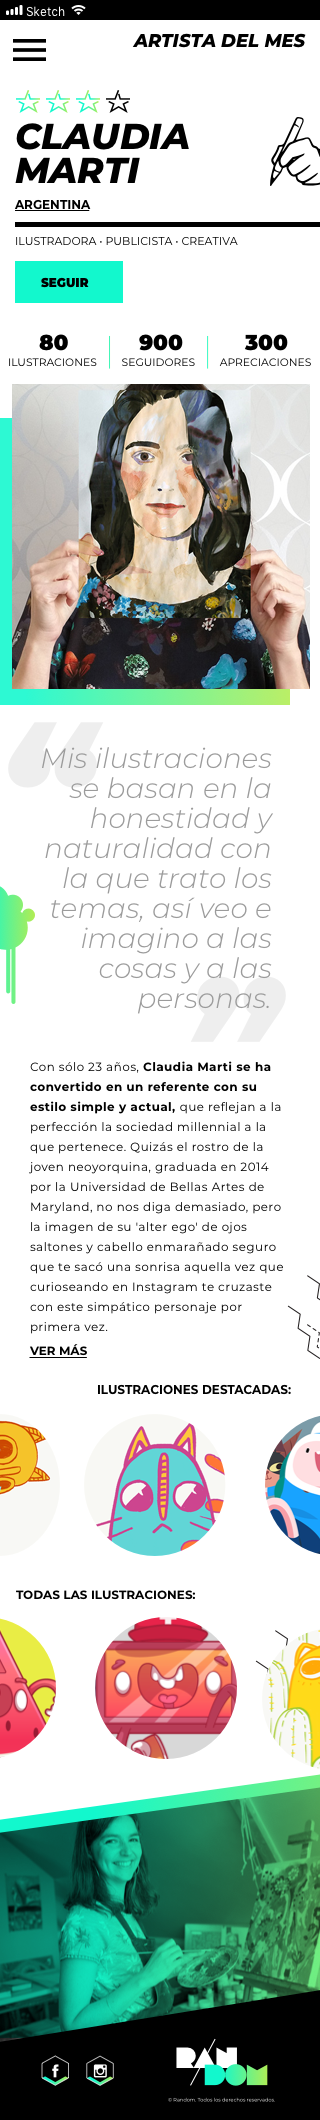 Sketch
ARTISTA DEL MES
CLAUDIA
MARTI
ARGENTINA
ILUSTRADORA • PUBLICISTA • CREATIVA
SEGUIR
80
ILUSTRACIONES
900
SEGUIDORES
300
APRECIACIONES
“
Mis ilustraciones
se basan en la
honestidad y
naturalidad con
la que trato los
temas, así veo e
imagino a las
cosas y a las
personas.
”
Con sólo 23 años, Claudia Marti se ha
convertido en un referente con su
estilo simple y actual, que reflejan a la
perfección la sociedad millennial a la
que pertenece. Quizás el rostro de la
joven neoyorquina, graduada en 2014
por la Universidad de Bellas Artes de
Maryland, no nos diga demasiado, pero
la imagen de su 'alter ego' de ojos
saltones y cabello enmarañado seguro
que te sacó una sonrisa aquella vez que
curioseando en Instagram te cruzaste
con este simpático personaje por
primera vez.
VER MÁS
ILUSTRACIONES DESTACADAS:
TODAS LAS ILUSTRACIONES:
RAN
DOM
© Random. Todos los derechos reservados.